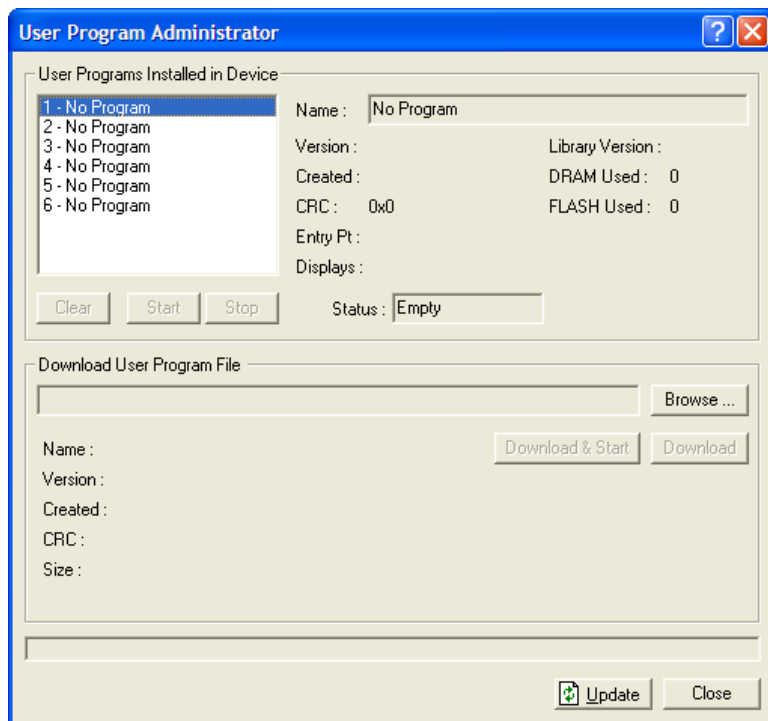 User Program Administrator
User Programs Installed in Device
1 - No Program
2 - No Program
3 - No Program
4 - No Program
5 - No Program
6 - No Program
Clear
Start
Stop
Name : No Program
Version :
Library Version :
Created :
DRAM Used : 0
CRC : 0x0
FLASH Used : 0
Entry Pt :
Displays :
Status : Empty
Download User Program File
Browse ...
Name :
Download & Start
Download
Version :
Created :
CRC :
Size :
Update
Close